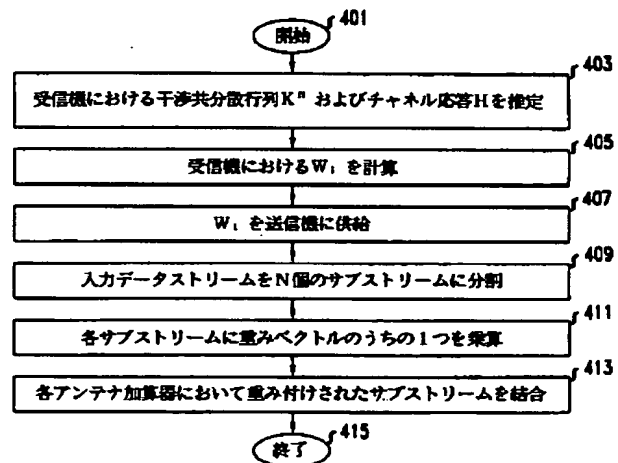 401
開始
403
受信機における干渉共分散行列Kⁿ およびチャネル応答Hを推定
405
受信機におけるWᵢ を計算
407
Wᵢ を送信機に供給
409
入力データストリームをN個のサブストリームに分割
411
各サブストリームに重みベクトルのうちの1つを乗算
413
各アンテナ加算器において重み付けされたサブストリームを結合
415
終了